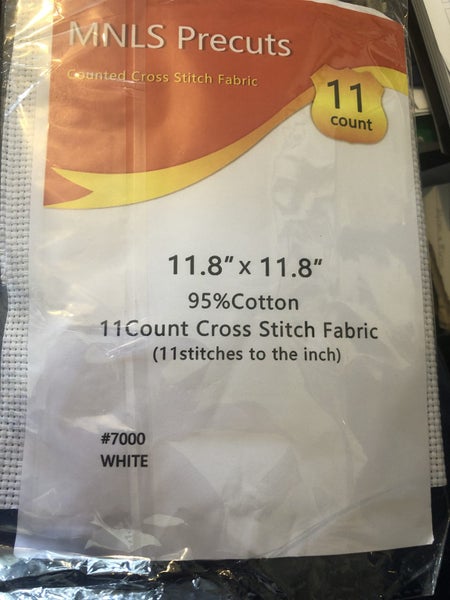 MNLS Precuts
Counted Cross Stitch Fabric
11
count
11.8" x 11.8"
95%Cotton
11Count Cross Stitch Fabric
(11stitches to the inch)
#7000
WHITE